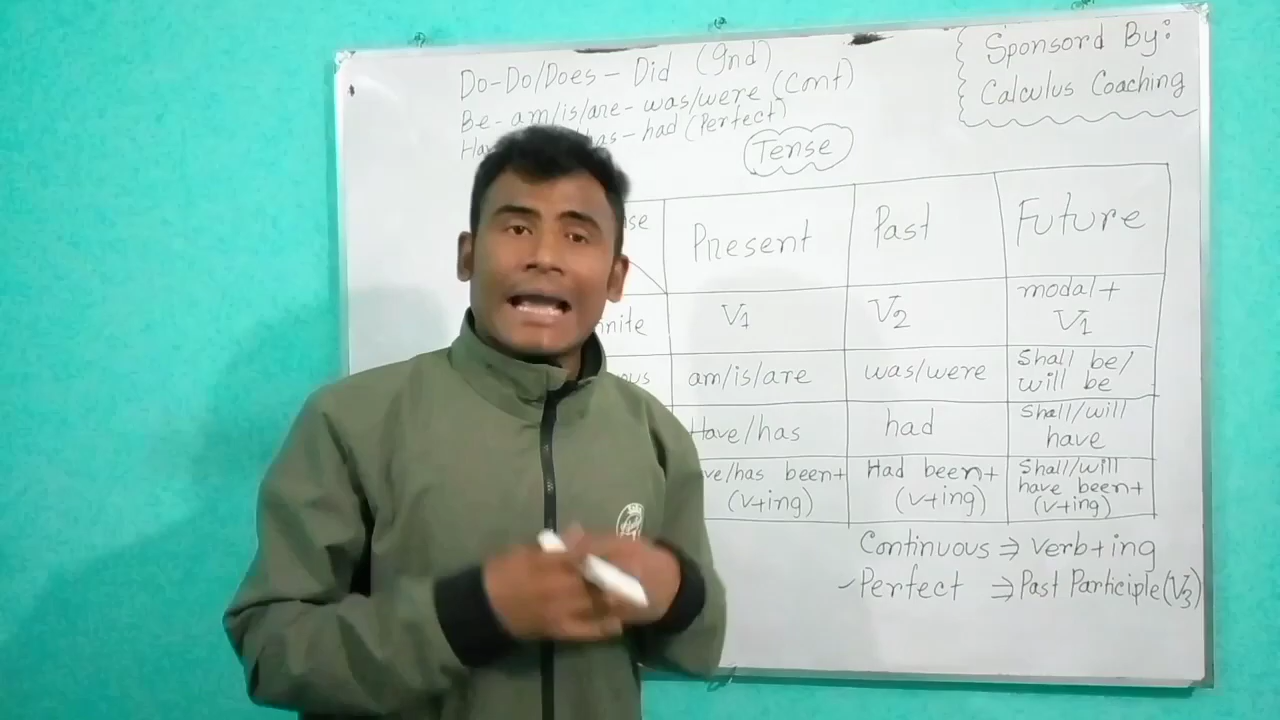 Do-Do/Does - Did (Ind)
Be- am/is/are - was/were (Cont)
has - had (Perfect)
Sponsord By:
Calculus Coaching
Tense
Present Past Future
V1 V2 modal + V1
am/is/are was/were Shall be/ will be
Have/has had Shall/will have
been+ (v+ing) Had been+ (v+ing) Shall/will have been+ (v+ing)
Continuous ⇒ Verb+ing
- Perfect ⇒ Past Participle (V3)